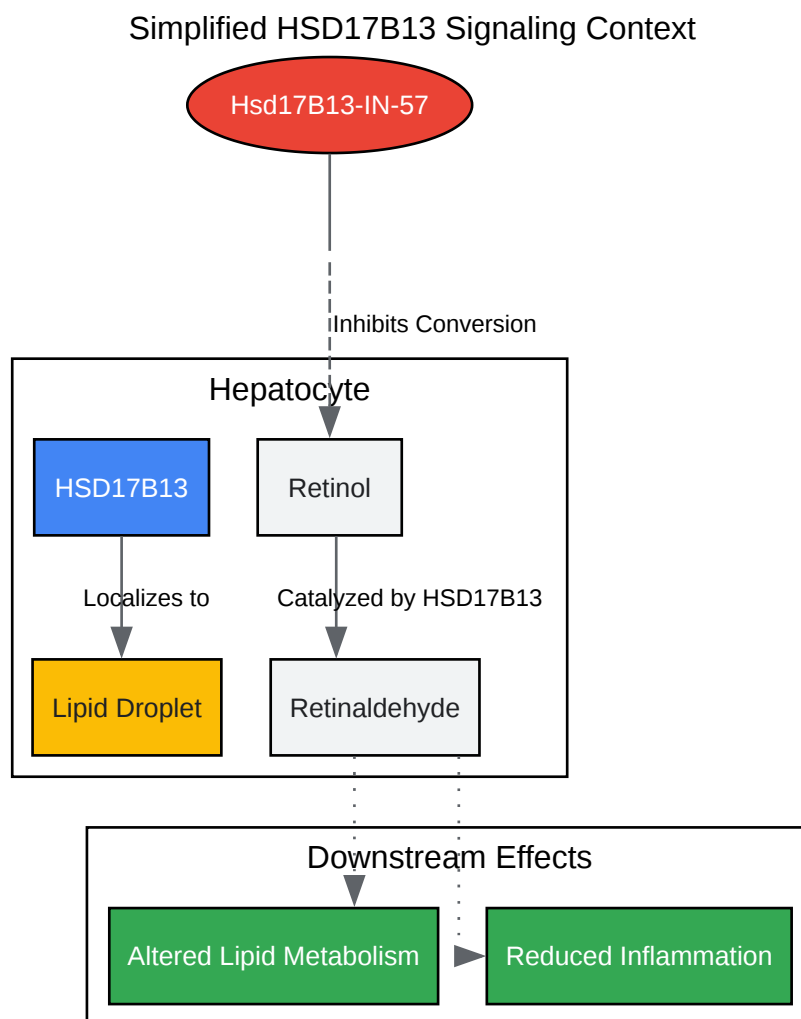 Simplified HSD17B13 Signaling Context
Hsd17B13-IN-57
Inhibits Conversion
Hepatocyte
HSD17B13
Retinol
Localizes to
Catalyzed by HSD17B13
Lipid Droplet
Retinaldehyde
Downstream Effects
Altered Lipid Metabolism
Reduced Inflammation